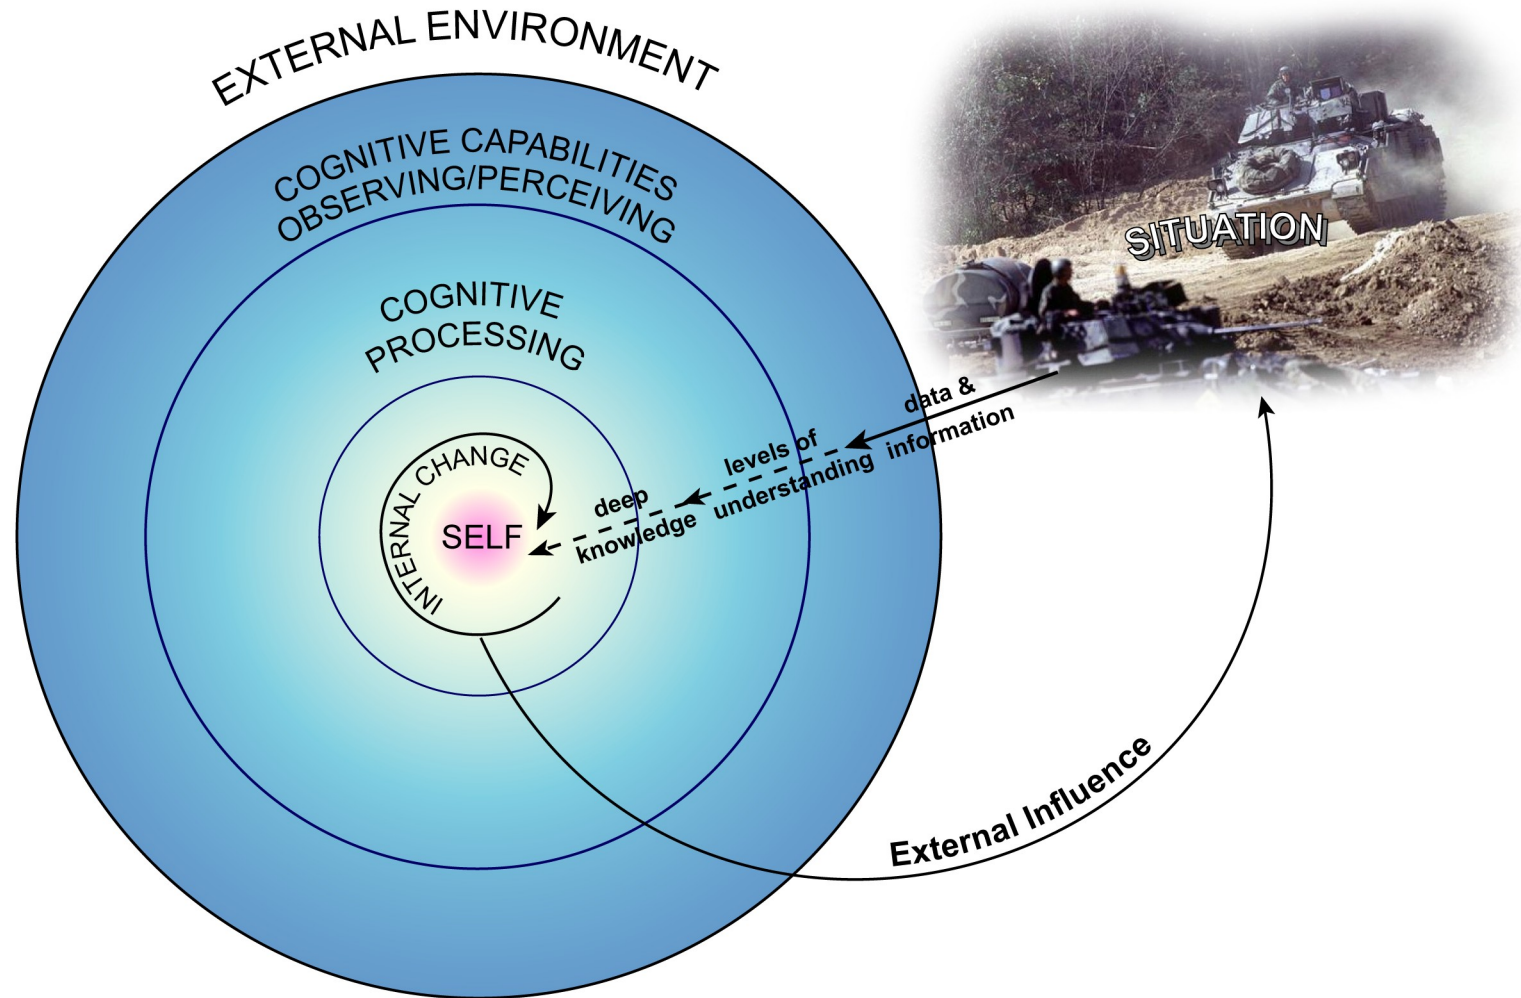 EXTERNAL ENVIRONMENT
COGNITIVE CAPABILITIES
OBSERVING/PERCEIVING
COGNITIVE
PROCESSING
INTERNAL CHANGE
SELF
SITUATION
data &
information
levels of
understanding
deep
knowledge
External Influence